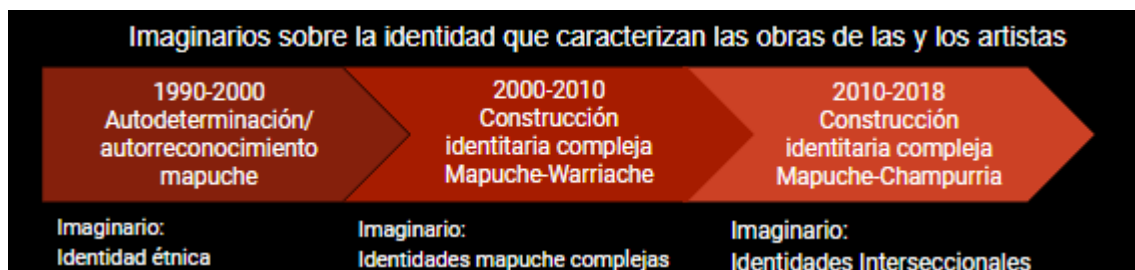 Imaginarios sobre la identidad que caracterizan las obras de las y los artistas
1990-2000
Autodeterminación/
autorreconocimiento
mapuche
2000-2010
Construcción
identitaria compleja
Mapuche-Warriache
2010-2018
Construcción
identitaria compleja
Mapuche-Champurria
Imaginario:
Identidad étnica
Imaginario:
Identidades mapuche complejas
Imaginario:
Identidades Interseccionales